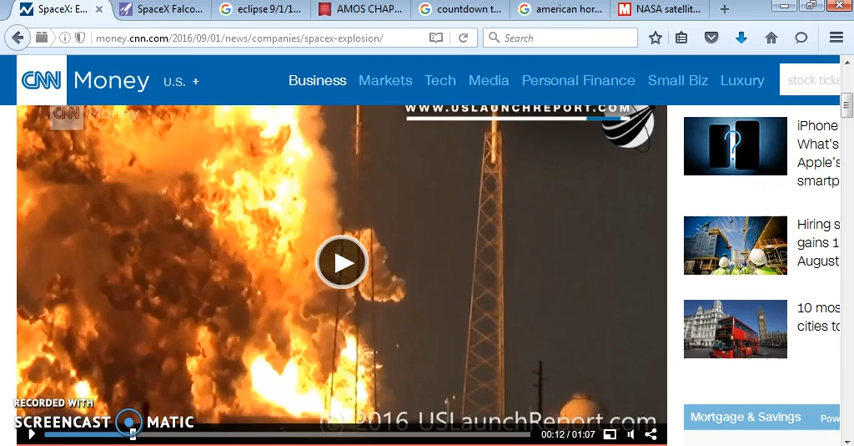 SpaceX: E...
SpaceX Falco...
eclipse 9/1/1...
AMOS CHAP...
countdown t...
american hor...
NASA satellit...
money.cnn.com/2016/09/01/news/companies/spacex-explosion/
Search
CNN Money U.S. +
Business Markets Tech Media Personal Finance Small Biz Luxury
stock ticke
CNN Money
WWW.USLAUNCHREPORT.COM
iPhone
What's
Apple's
smartp
Hiring s
gains 1
August
10 mos
cities to
RECORDED WITH
SCREENCAST MATIC
(c) 2016 USLaunchReport.com
00:12 / 01:07
Mortgage & Savings Pow